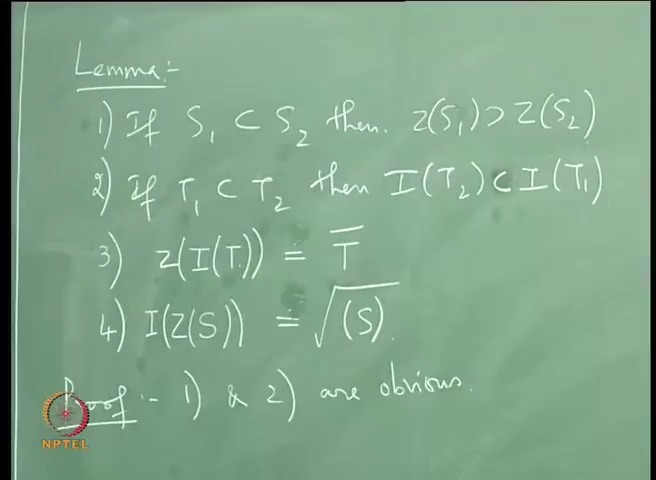 Lemma:-
1) If S₁ ⊂ S₂ then. Z(S₁) ⊃ Z(S₂)
2) If T₁ ⊂ T₂ then I(T₂) ⊂ I(T₁)
3) Z(I(T)) = T̅
4) I(Z(S)) = √(S).
Proof:- 1) & 2) are obvious.
NPTEL